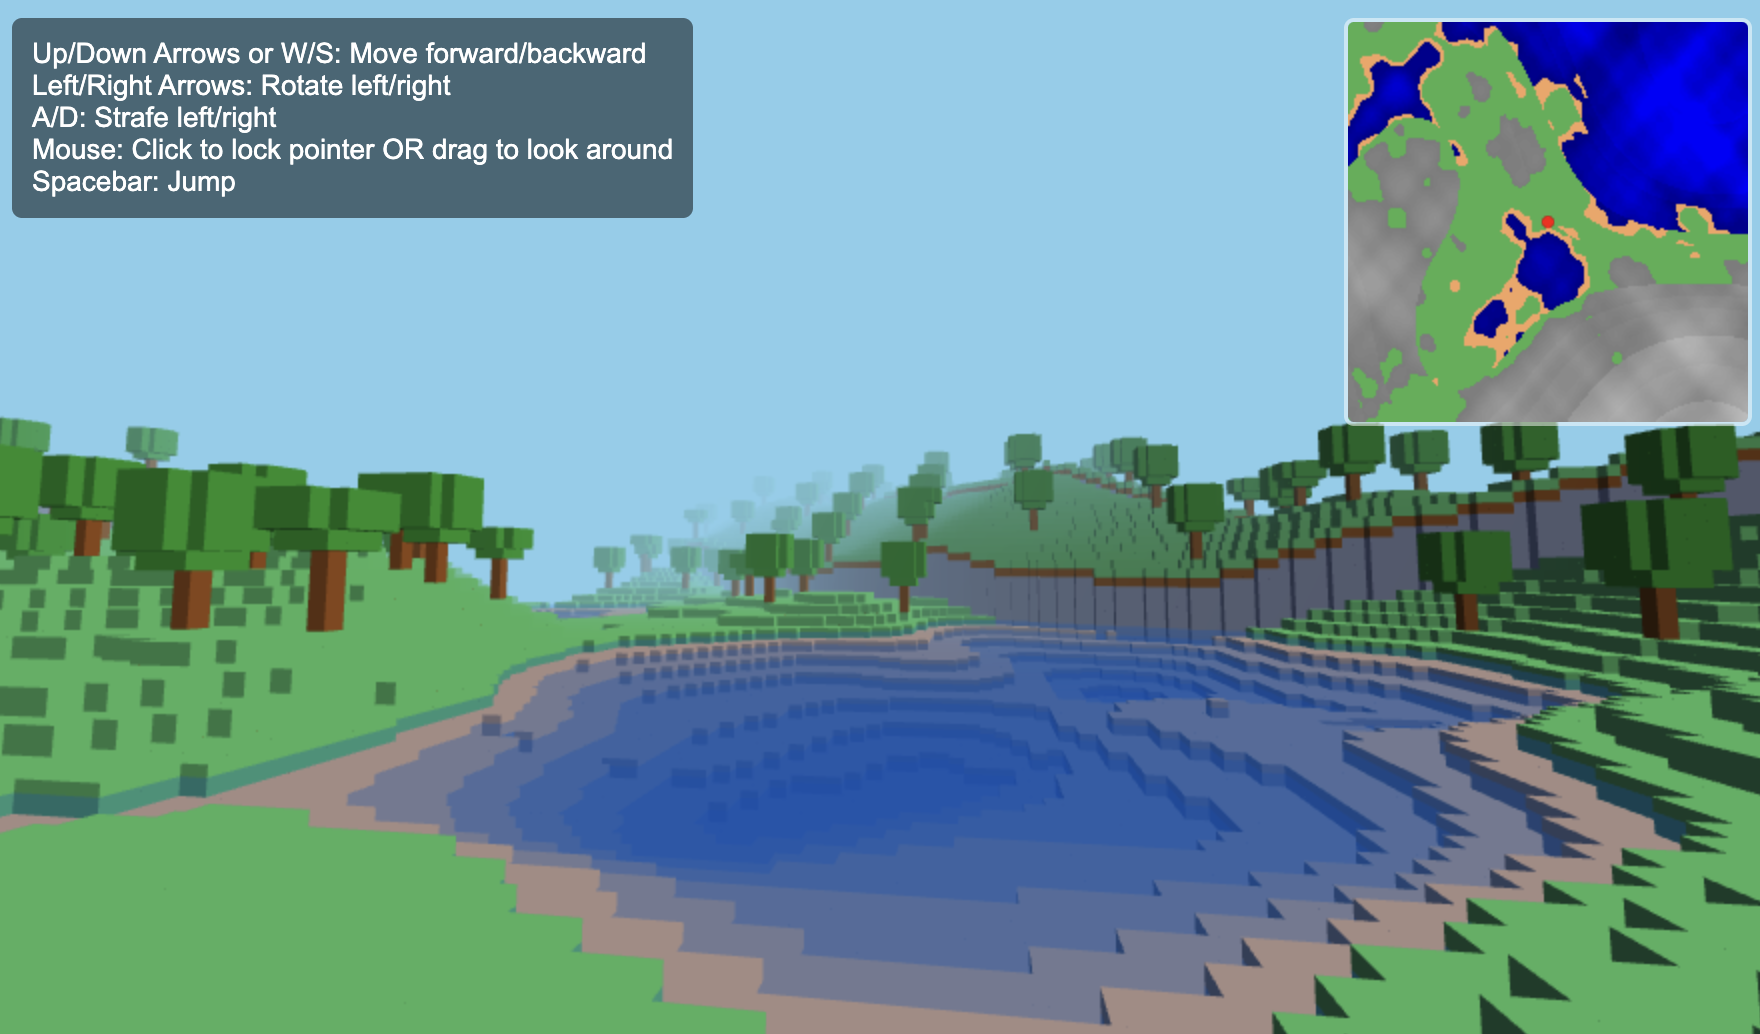 Up/Down Arrows or W/S: Move forward/backward
Left/Right Arrows: Rotate left/right
A/D: Strafe left/right
Mouse: Click to lock pointer OR drag to look around
Spacebar: Jump